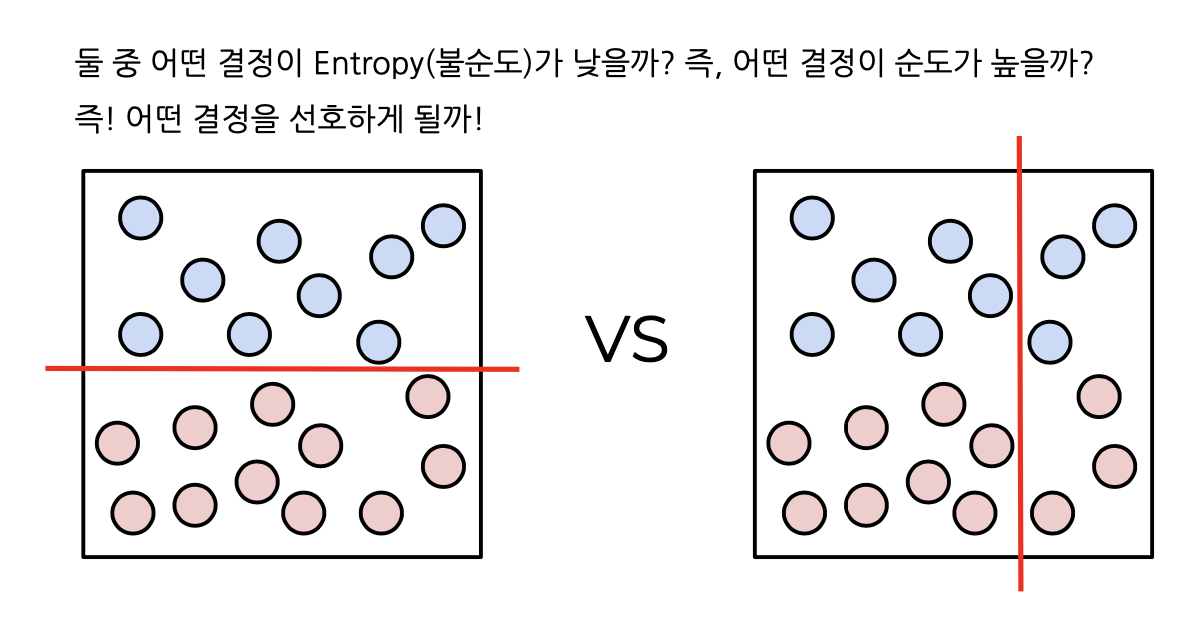 둘 중 어떤 결정이 Entropy(불순도)가 낮을까? 즉, 어떤 결정이 순도가 높을까?
즉! 어떤 결정을 선호하게 될까!
VS